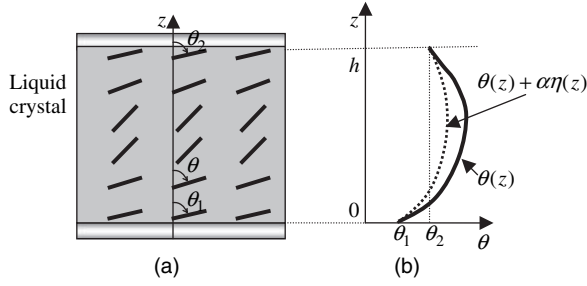 z
θ₂
Liquid
crystal
θ
θ₁
(a)
z
h
θ(z) + αη(z)
θ(z)
0
θ₁ θ₂ θ
(b)